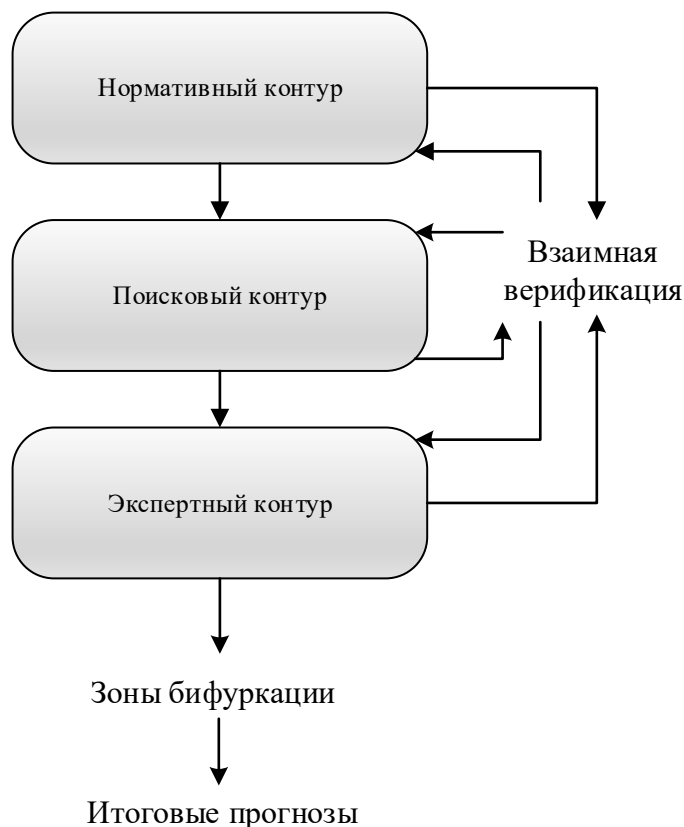 Нормативный контур
Поисковый контур
Взаимная
верификация
Экспертный контур
Зоны бифуркации
Итоговые прогнозы